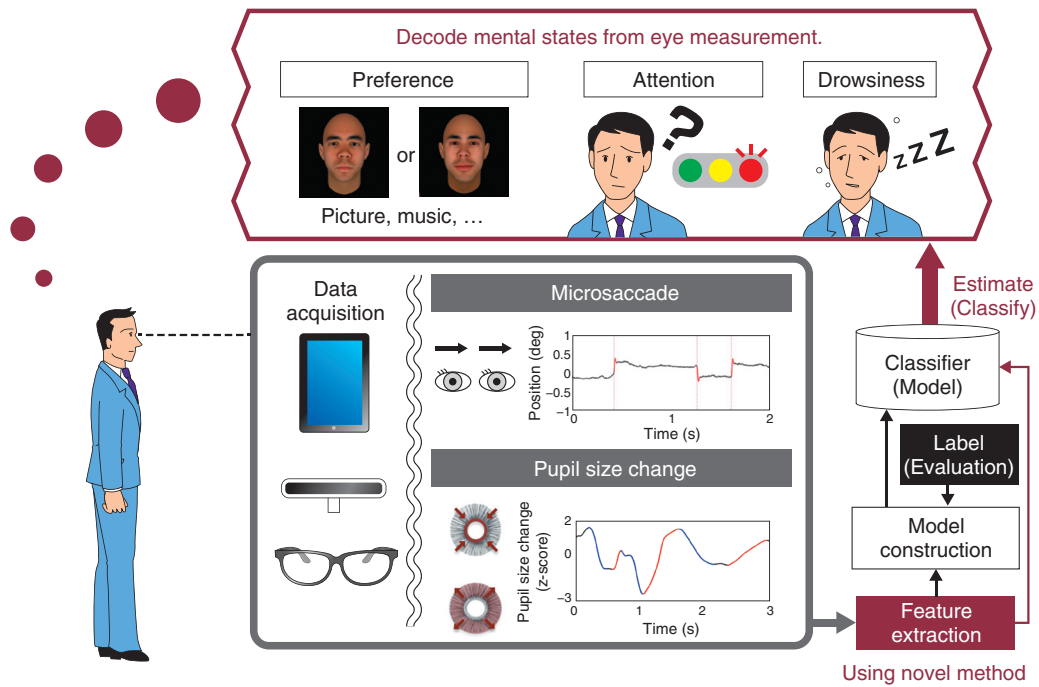 Decode mental states from eye measurement.
Preference
Attention
Drowsiness
or
?
zzZZ
Picture, music, …
Data
acquisition
Microsaccade
Position (deg)
1
0.5
0
−0.5
−1
0
1
2
Time (s)
Pupil size change
Pupil size change
(z-score)
2
0
−3
0
1
2
3
Time (s)
Estimate
(Classify)
Classifier
(Model)
Label
(Evaluation)
Model
construction
Feature
extraction
Using novel method